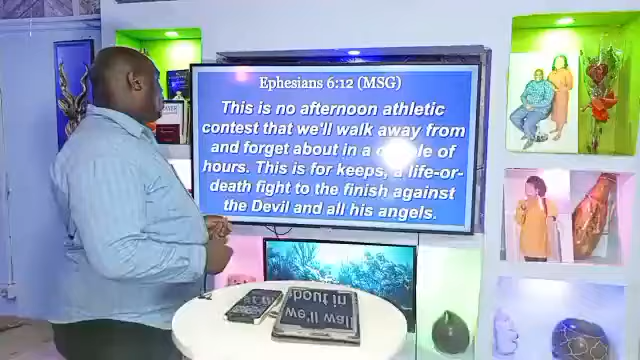 Ephesians 6:12 (MSG)
This is no afternoon athletic
contest that we'll walk away from
and forget about in a couple of
hours. This is for keeps, a life-or-
death fight to the finish against
the Devil and all his angels.